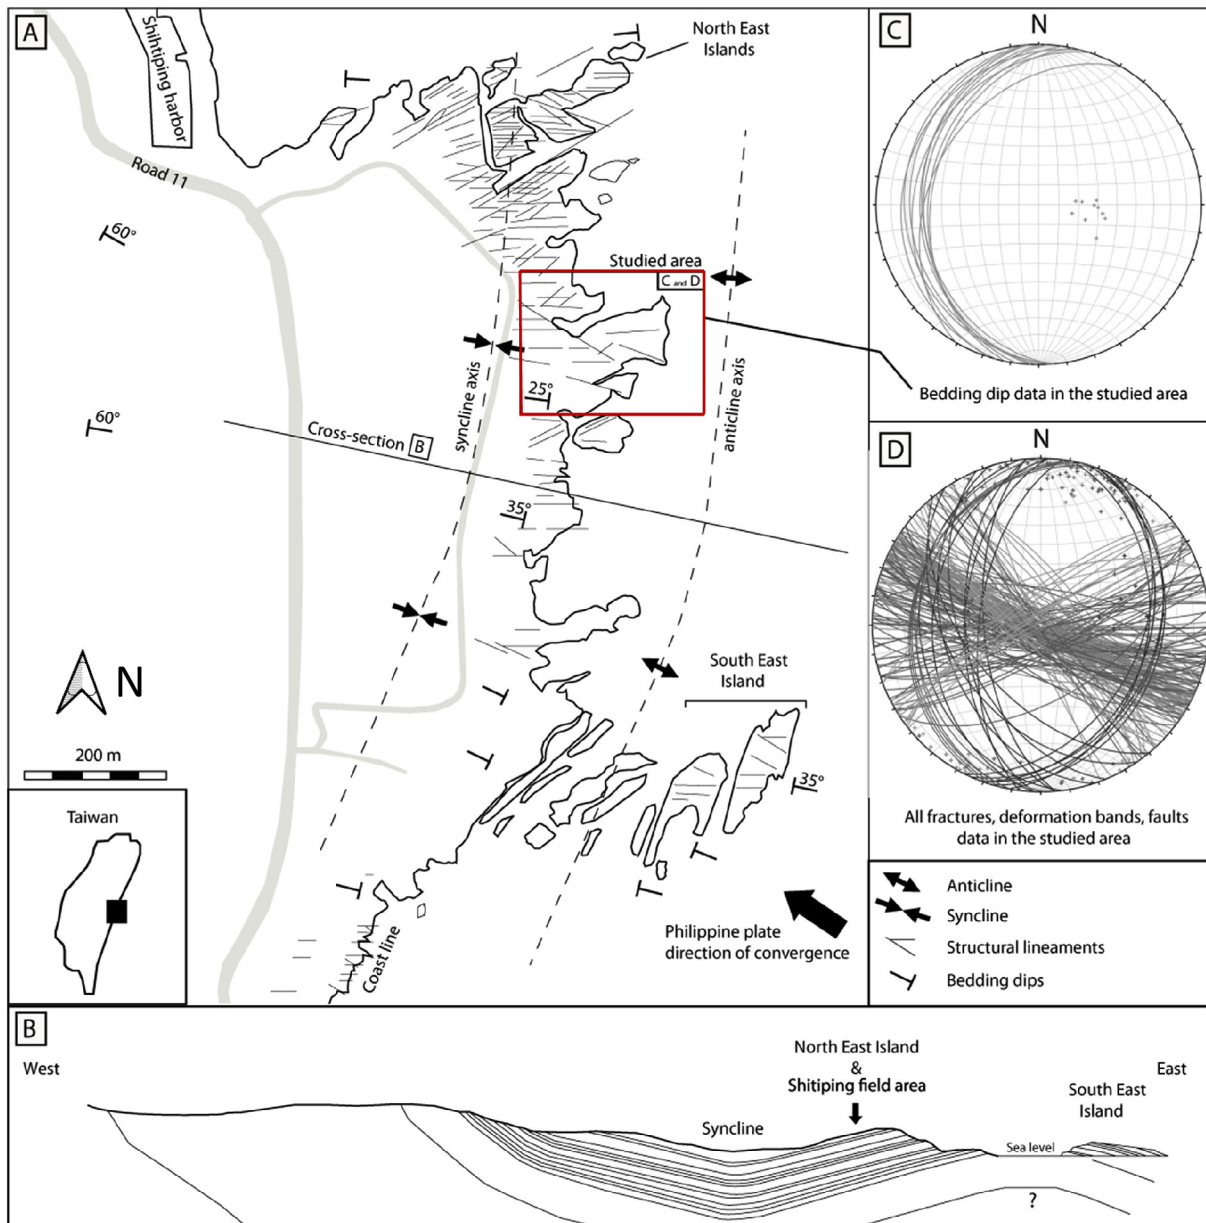 A
Shihtiping harbor
North East
Islands
Road 11
60°
Studied area
C and D
syncline axis
anticline axis
25°
60°
Cross-section B
35°
N
200 m
South East
Island
35°
Taiwan
Coast line
Philippine plate
direction of convergence
C
N
Bedding dip data in the studied area
D
N
All fractures, deformation bands, faults
data in the studied area
Anticline
Syncline
Structural lineaments
Bedding dips
B
West
North East Island
&
Shitiping field area
East
South East
Island
Syncline
Sea level
?